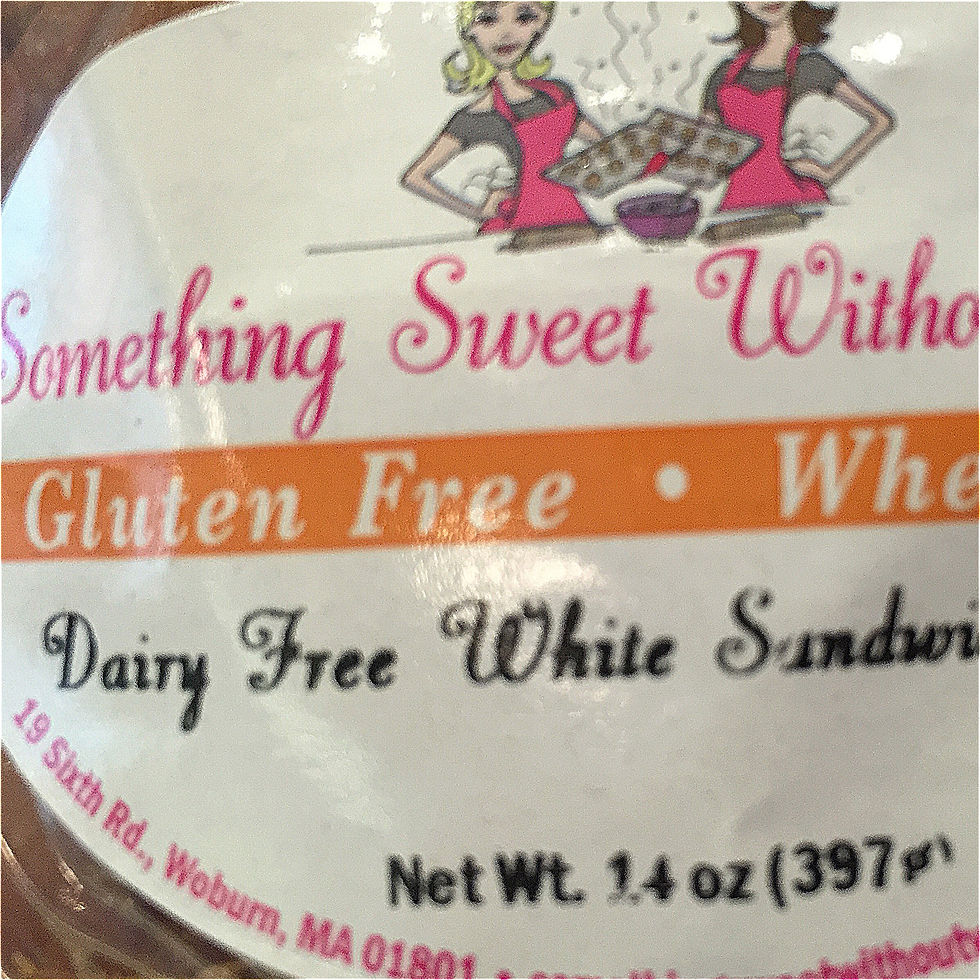 Something Sweet Witho
Gluten Free • Whe
Dairy Free White Sandwi
Net Wt. 14 oz (397g)
19 Sixth Rd., Woburn, MA 01801